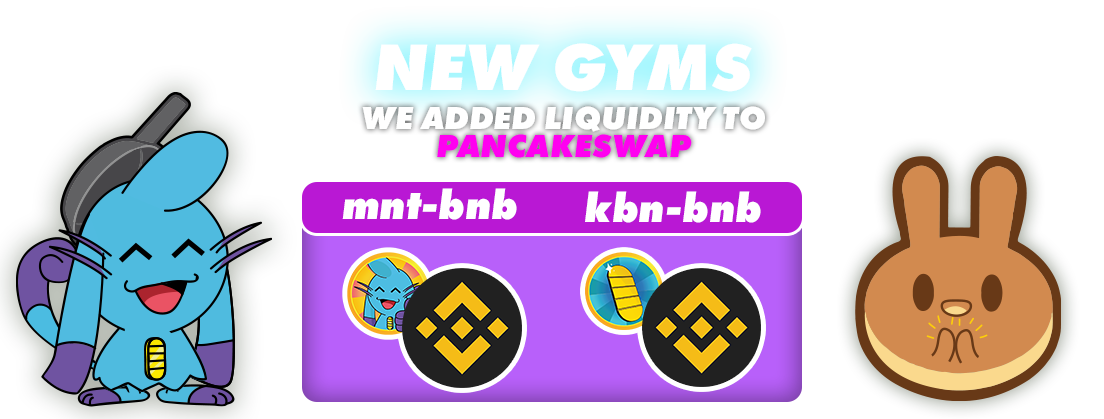 NEW GYMS
WE ADDED LIQUIDITY TO
PANCAKESWAP
mnt-bnb
kbn-bnb